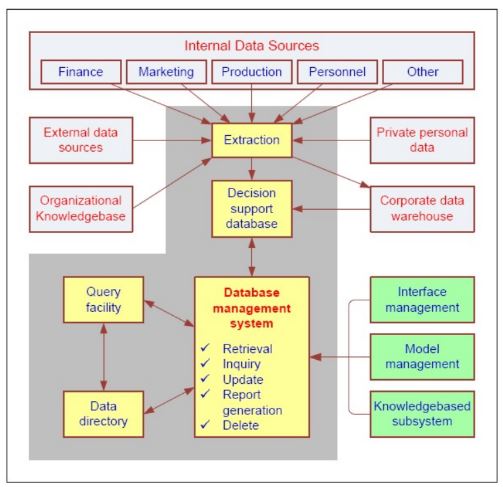 Internal Data Sources
Finance
Marketing
Production
Personnel
Other
External data
sources
Extraction
Private personal
data
Organizational
Knowledgebase
Decision
support
database
Corporate data
warehouse
Query
facility
Database
management
system
✓ Retrieval
✓ Inquiry
✓ Update
✓ Report
generation
✓ Delete
Interface
management
Model
management
Data
directory
Knowledgebased
subsystem